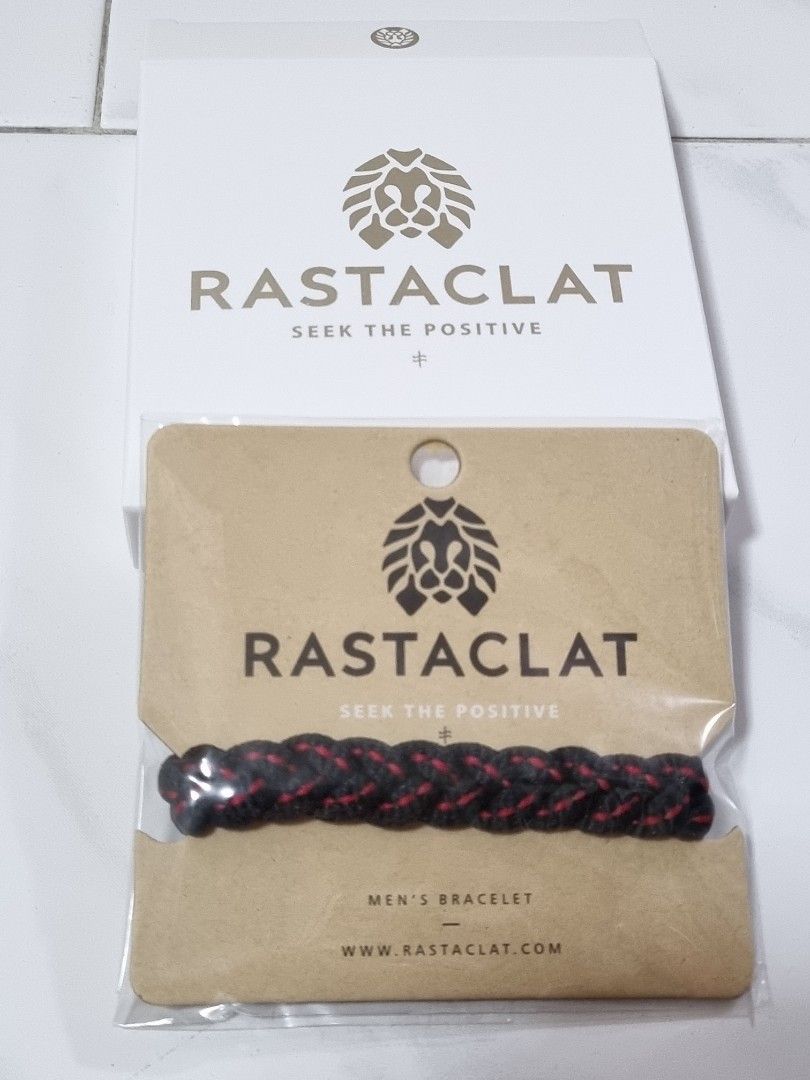 RASTACLAT
SEEK THE POSITIVE
RASTACLAT
SEEK THE POSITIVE
MEN'S BRACELET
—
WWW.RASTACLAT.COM